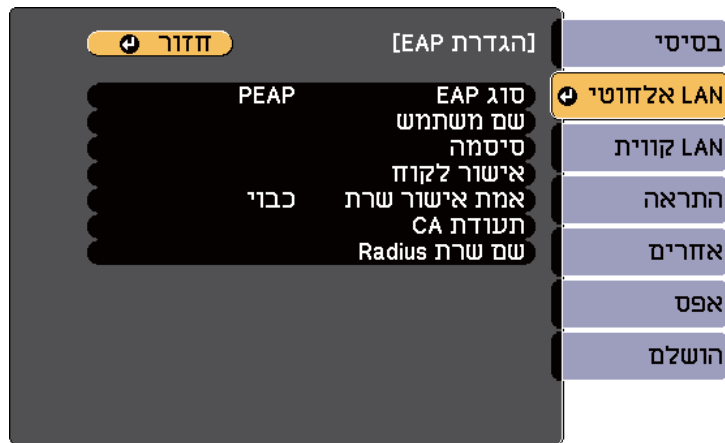 [הגדרת EAP]
חזור
סוג EAP PEAP
שם משתמש
סיסמה
אישור לקוח
אמת אישור שרת כבוי
תעודת CA
שם שרת Radius
בסיסי
LAN אלחוטי
LAN קווית
התראה
אחרים
אפס
הושלם